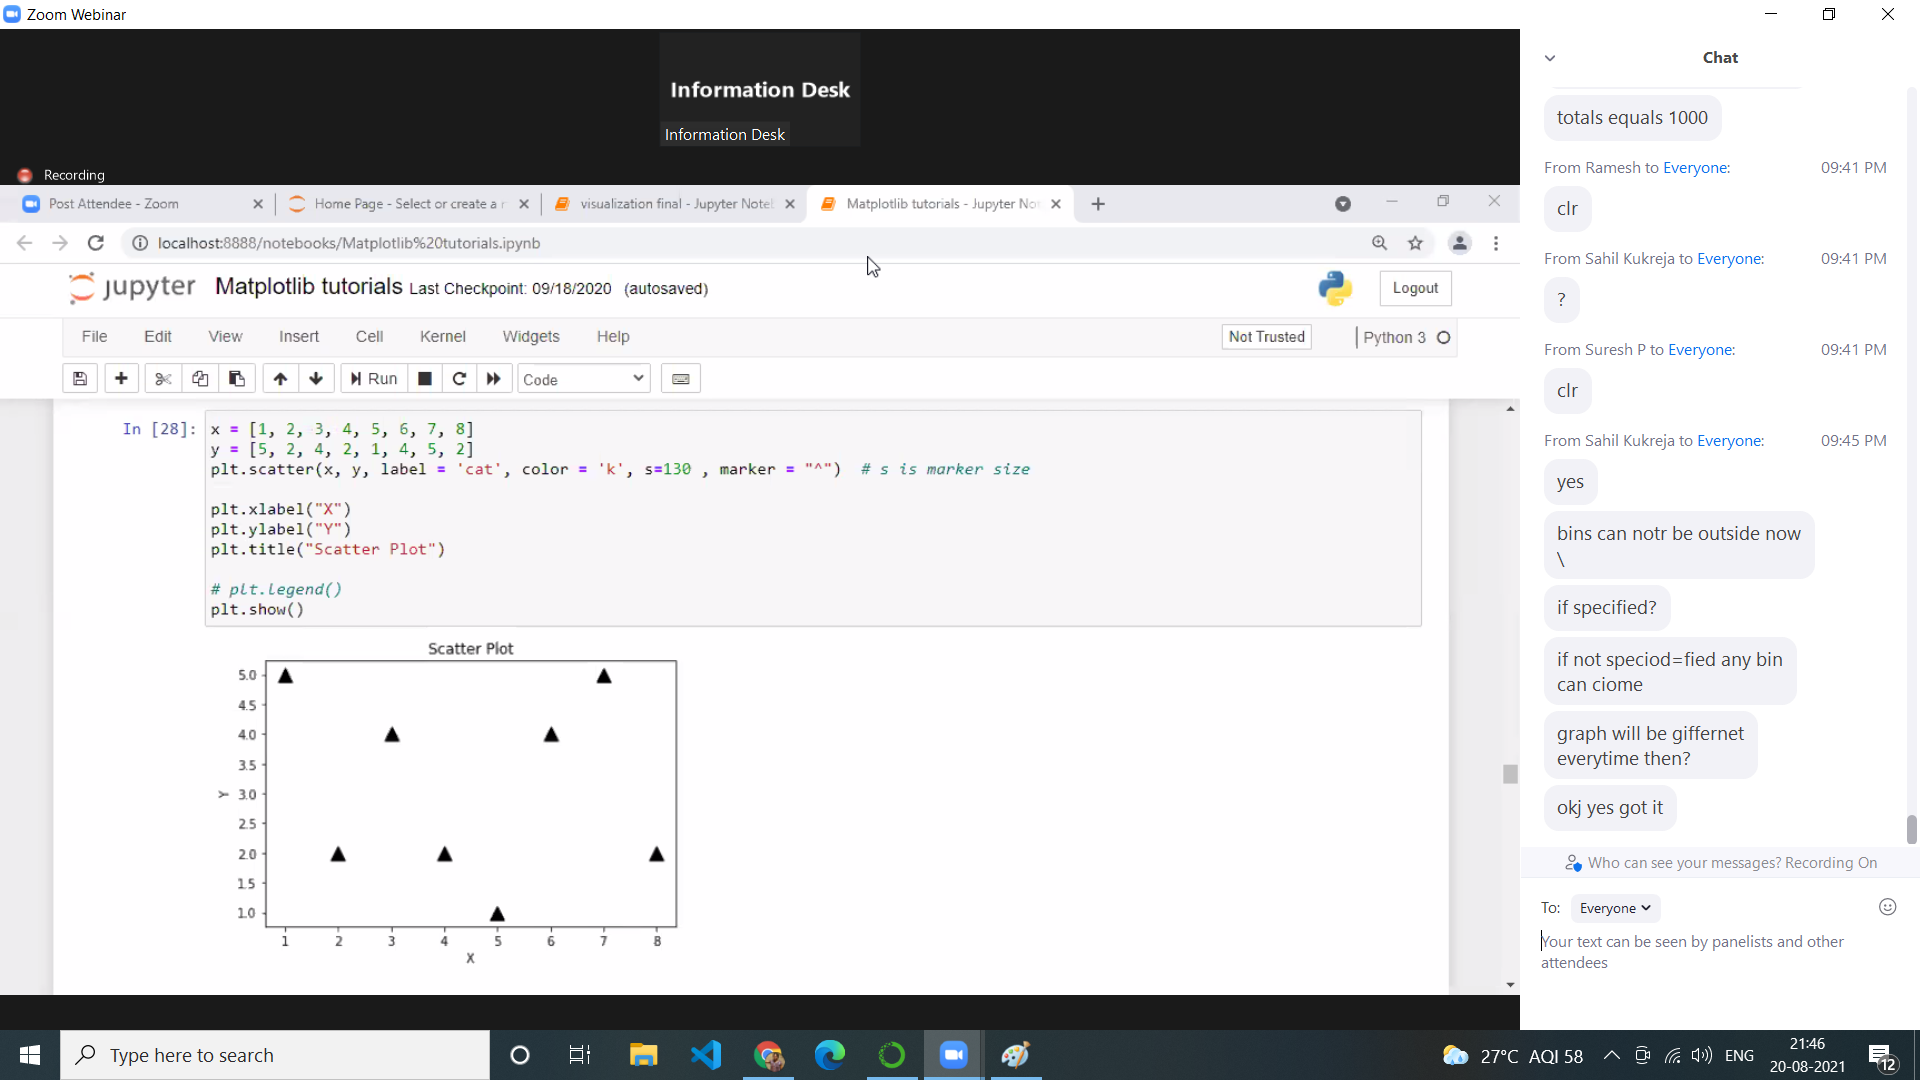 Zoom Webinar
Information Desk
Information Desk
Recording
Post Attendee - Zoom
Home Page - Select or create a
visualization final - Jupyter Note
Matplotlib tutorials - Jupyter No
localhost:8888/notebooks/Matplotlib%20tutorials.ipynb
jupyter Matplotlib tutorials Last Checkpoint: 09/18/2020 (autosaved)
Logout
File Edit View Insert Cell Kernel Widgets Help
Not Trusted
Python 3
Run
Code
In [28]: x = [1, 2, 3, 4, 5, 6, 7, 8]
y = [5, 2, 4, 2, 1, 4, 5, 2]
plt.scatter(x, y, label = 'cat', color = 'k', s=130 , marker = "^") # s is marker size
plt.xlabel("X")
plt.ylabel("Y")
plt.title("Scatter Plot")
# plt.legend()
plt.show()
Scatter Plot
5.0
4.5
4.0
3.5
Y 3.0
2.5
2.0
1.5
1.0
1 2 3 4 5 6 7 8
X
Chat
totals equals 1000
From Ramesh to Everyone: 09:41 PM
clr
From Sahil Kukreja to Everyone: 09:41 PM
?
From Suresh P to Everyone: 09:41 PM
clr
From Sahil Kukreja to Everyone: 09:45 PM
yes
bins can notr be outside now
\
if specified?
if not speciod=fied any bin
can ciome
graph will be giffernet
everytime then?
okj yes got it
Who can see your messages? Recording On
To: Everyone
Your text can be seen by panelists and other
attendees
Type here to search
27°C AQI 58
ENG
21:46
20-08-2021
12